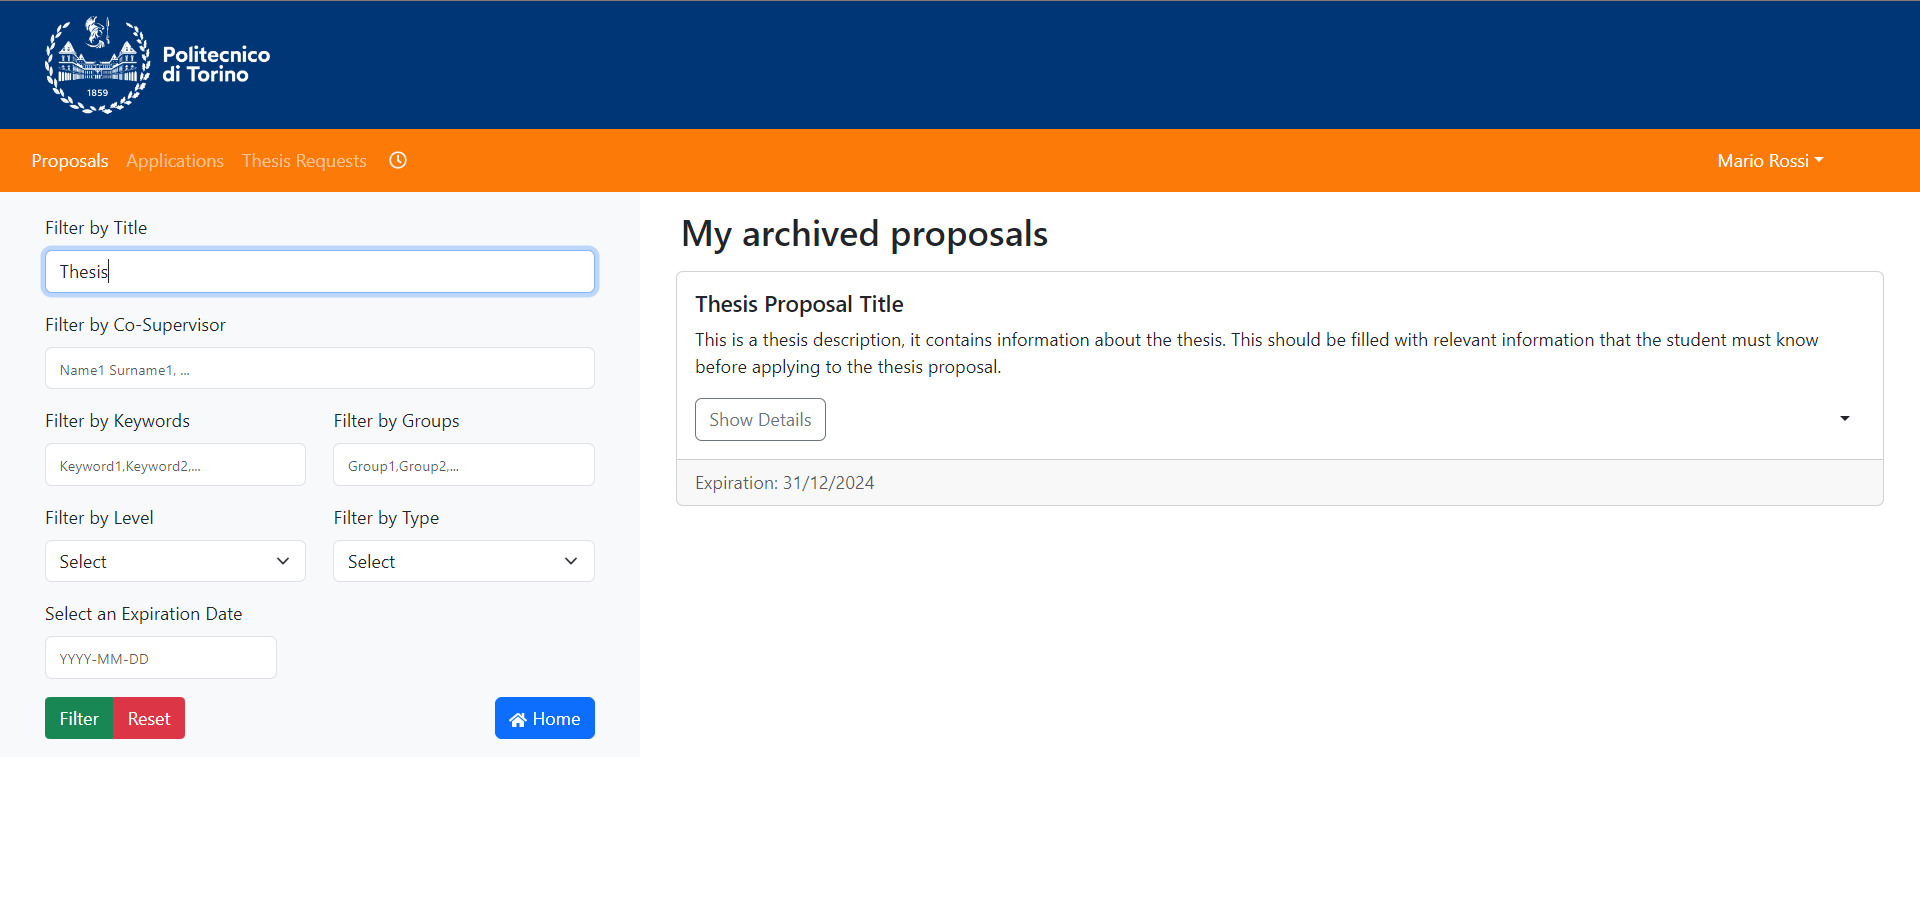 Politecnico
di Torino
1859
Proposals Applications Thesis Requests Mario Rossi
Filter by Title
Thesis
Filter by Co-Supervisor
Name1 Surname1, ...
Filter by Keywords Filter by Groups
Keyword1,Keyword2,... Group1,Group2,...
Filter by Level Filter by Type
Select Select
Select an Expiration Date
YYYY-MM-DD
Filter Reset Home
My archived proposals
Thesis Proposal Title
This is a thesis description, it contains information about the thesis. This should be filled with relevant information that the student must know
before applying to the thesis proposal.
Show Details
Expiration: 31/12/2024